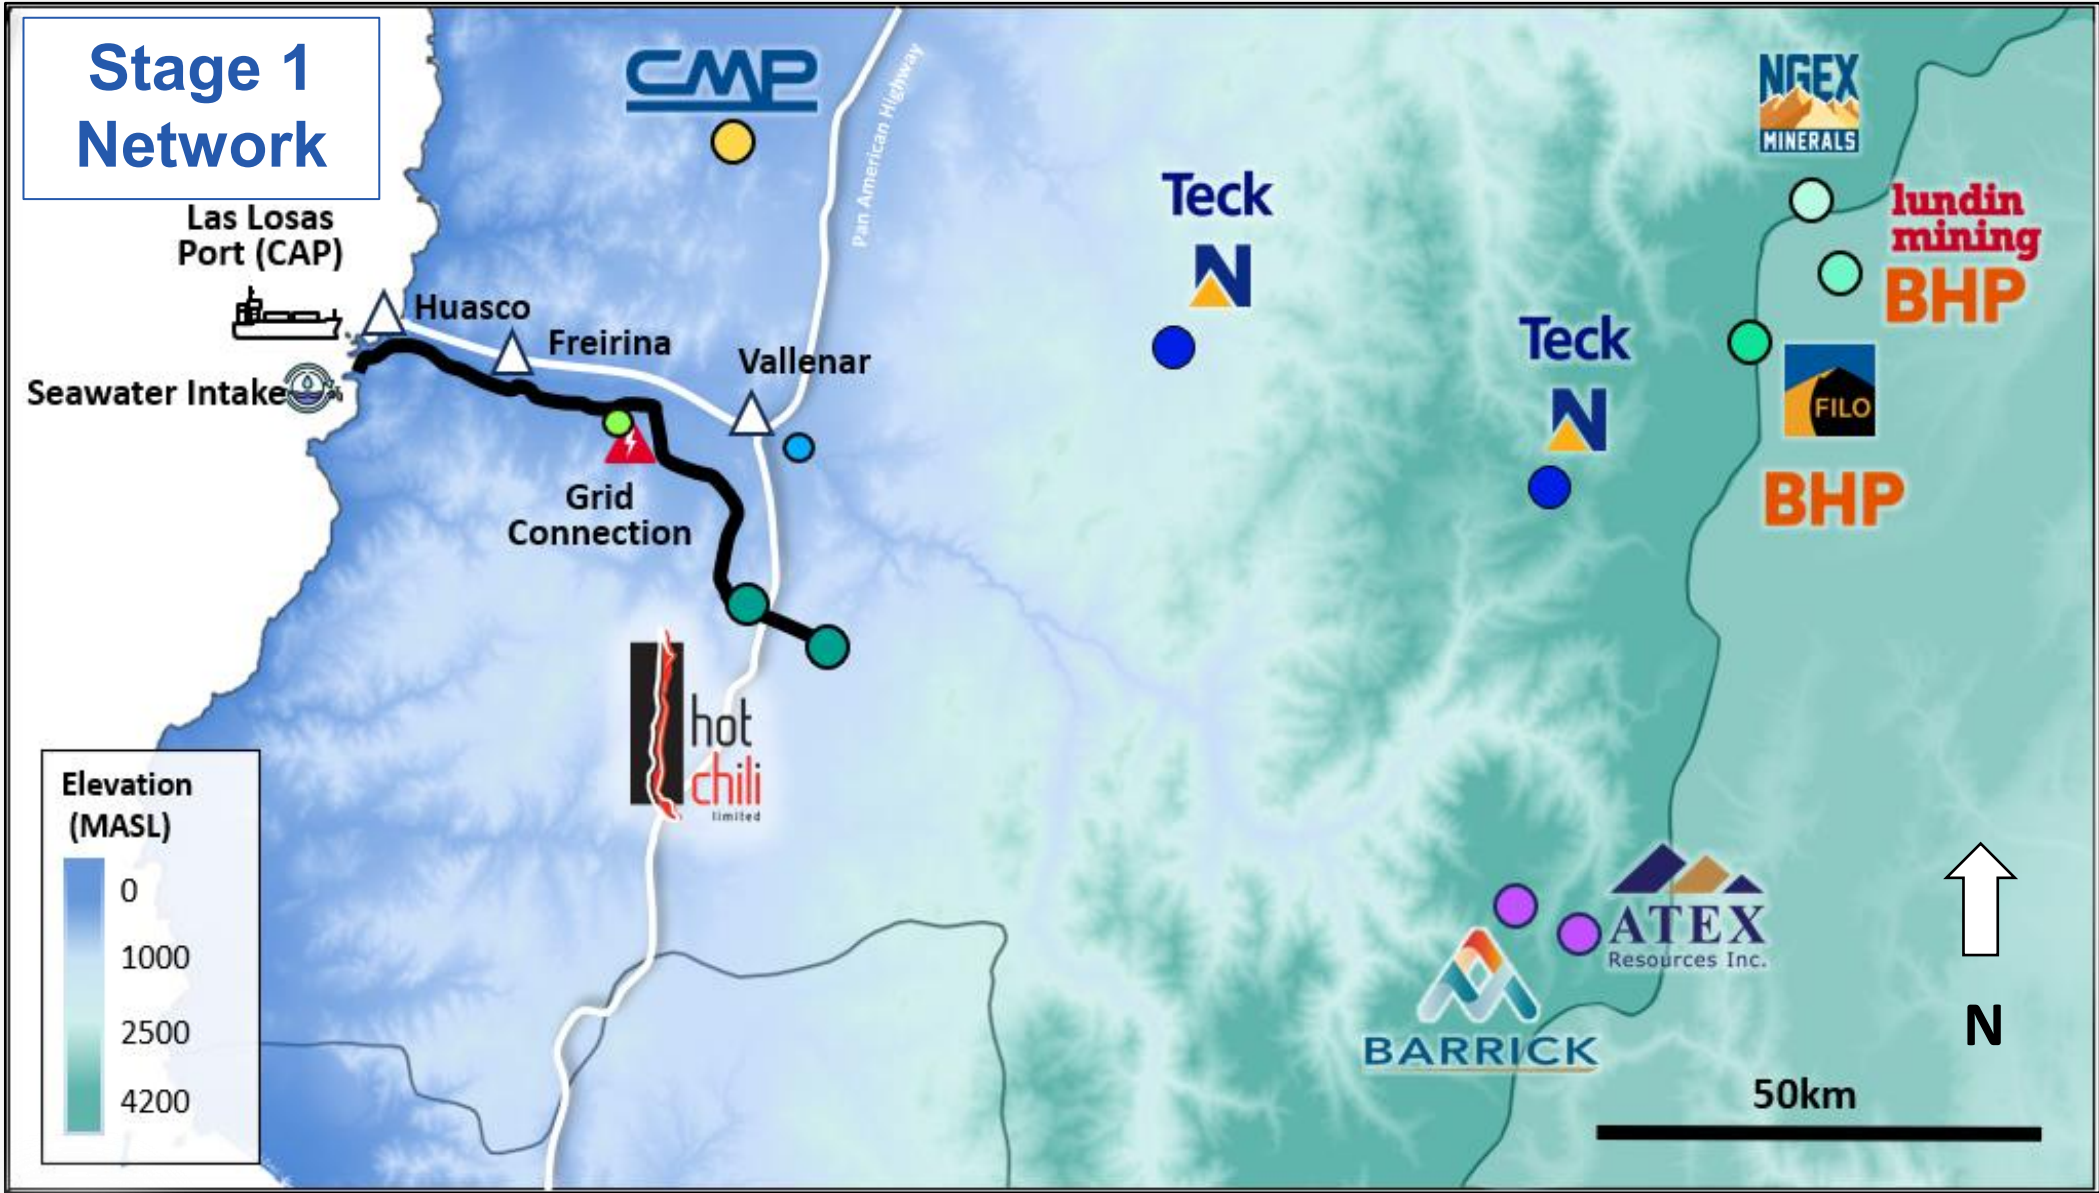 Stage 1
Network
CMP
Pan American Highway
NGEX
MINERALS
Las Losas
Port (CAP)
Teck
N
lundin
mining
BHP
Huasco
Freirina
Vallenar
Teck
N
FILO
Seawater Intake
BHP
Grid
Connection
hot
chili
limited
Elevation
(MASL)
0
1000
2500
4200
ATEX
Resources Inc.
BARRICK
N
50km